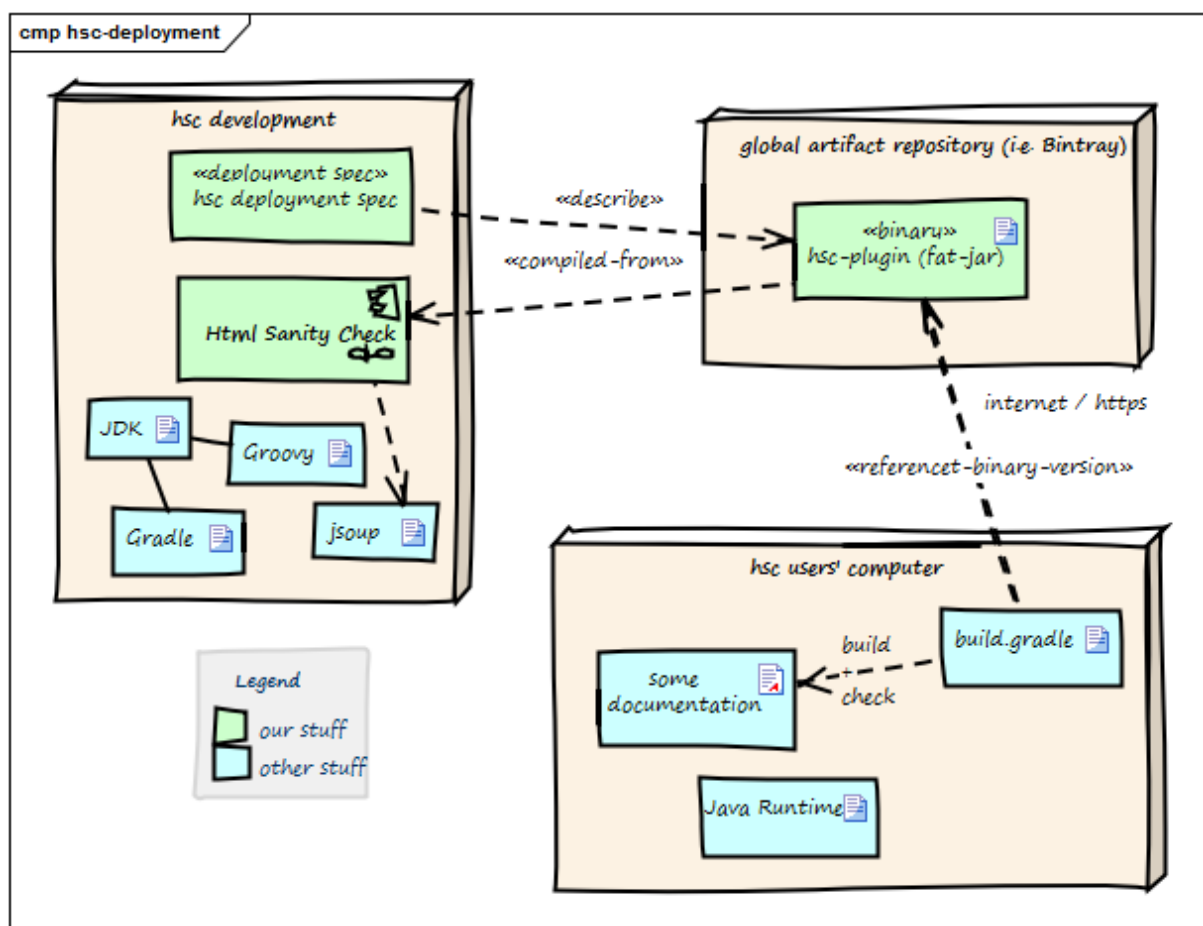 cmp hsc-deployment
hsc development
«deployment spec»
hsc deployment spec
Html Sanity Check
JDK
Groovy
Gradle
jsoup
«describe»
«compiled-from»
global artifact repository (i.e. Bintray)
«binary»
hsc-plugin (fat-jar)
internet / https
«referencet-binary-version»
hsc users' computer
build.gradle
build
+
check
some
documentation
Java Runtime
Legend
our stuff
other stuff